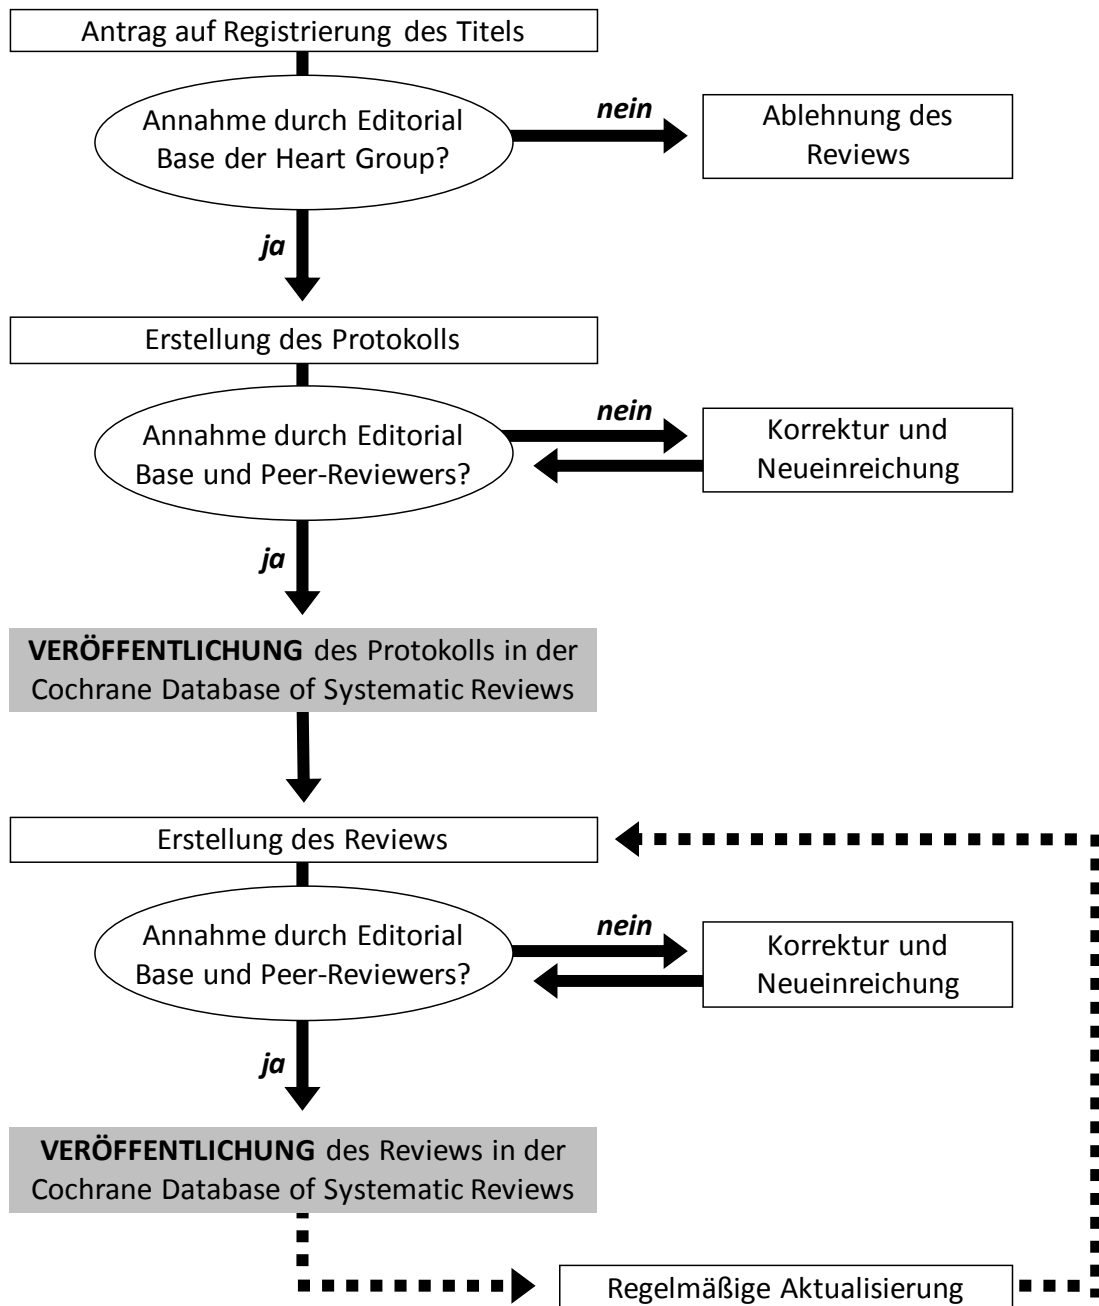 Antrag auf Registrierung des Titels
Annahme durch Editorial
Base der Heart Group?
nein
Ablehnung des
Reviews
ja
Erstellung des Protokolls
Annahme durch Editorial
Base und Peer-Reviewers?
nein
Korrektur und
Neueinreichung
ja
VERÖFFENTLICHUNG des Protokolls in der
Cochrane Database of Systematic Reviews
Erstellung des Reviews
Annahme durch Editorial
Base und Peer-Reviewers?
nein
Korrektur und
Neueinreichung
ja
VERÖFFENTLICHUNG des Reviews in der
Cochrane Database of Systematic Reviews
Regelmäßige Aktualisierung